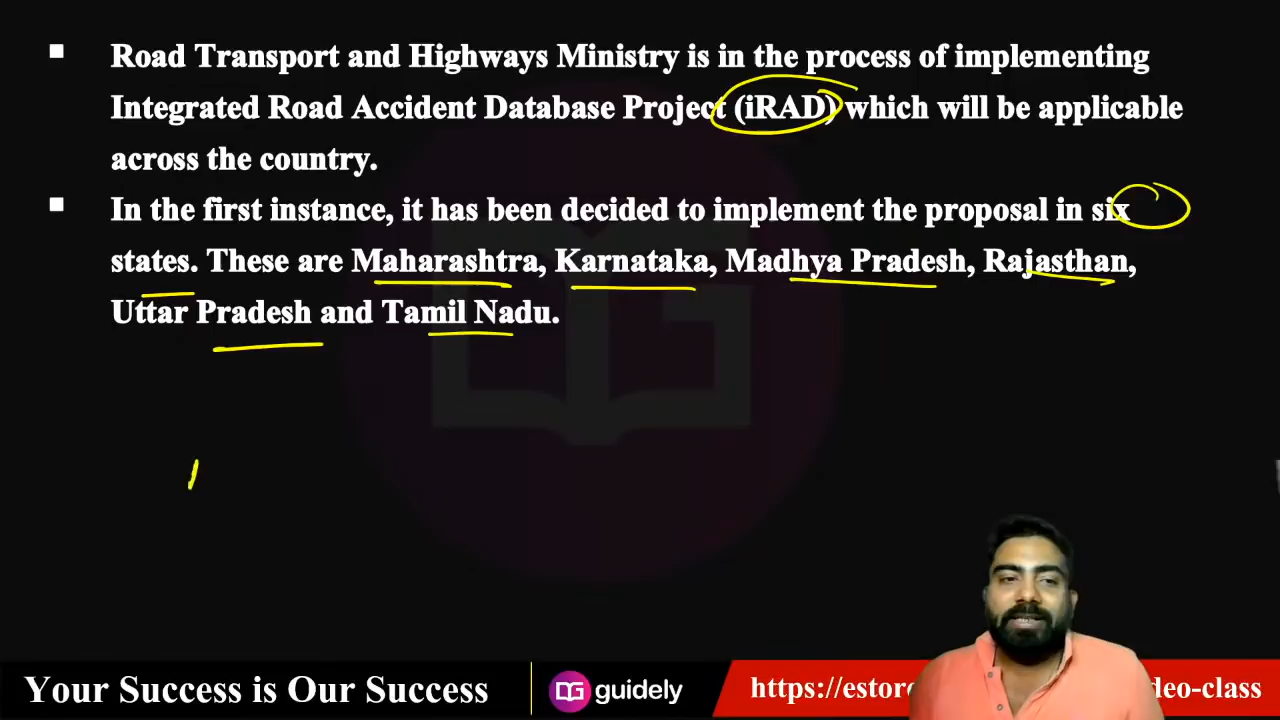 ▪ Road Transport and Highways Ministry is in the process of implementing
Integrated Road Accident Database Project (iRAD) which will be applicable
across the country.
▪ In the first instance, it has been decided to implement the proposal in six
states. These are Maharashtra, Karnataka, Madhya Pradesh, Rajasthan,
Uttar Pradesh and Tamil Nadu.
Your Success is Our Success
guidely
https://estor deo-class